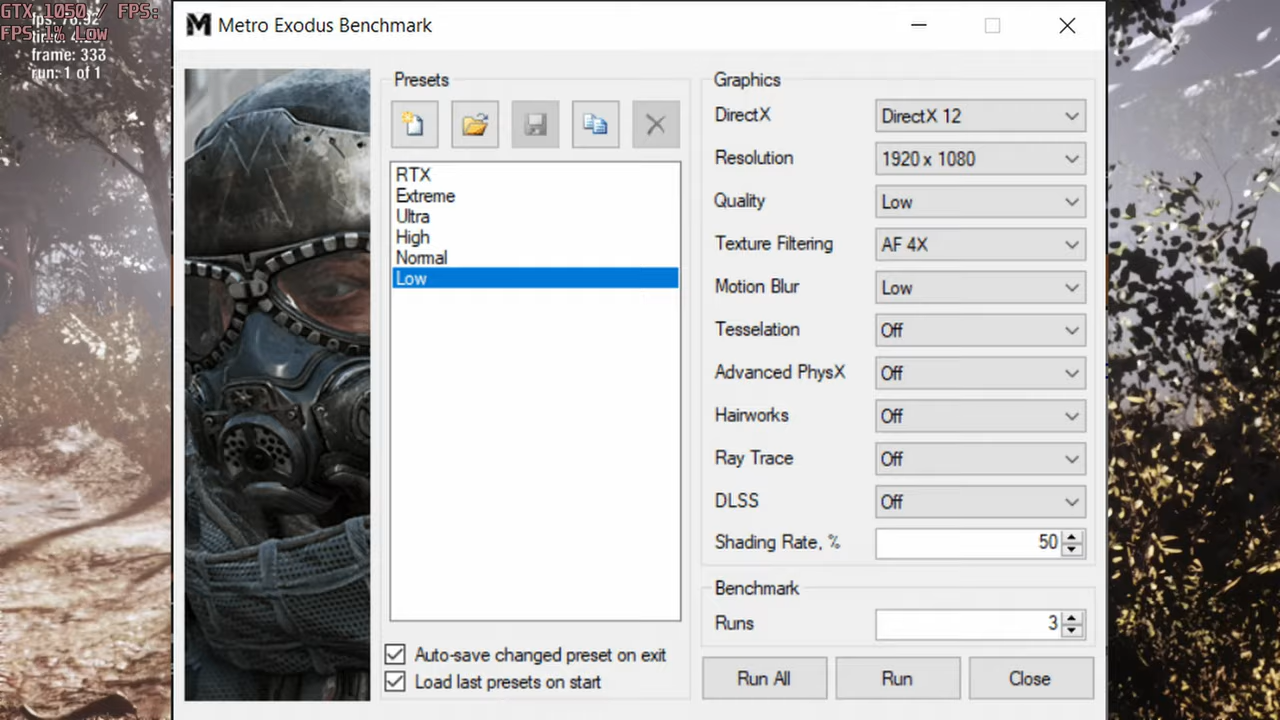 GTX 1050 / FPS:
FPS 1% Low
frame: 333
run: 1 of 1
Metro Exodus Benchmark
Presets
RTX
Extreme
Ultra
High
Normal
Low
Auto-save changed preset on exit
Load last presets on start
Graphics
DirectX
DirectX 12
Resolution
1920 x 1080
Quality
Low
Texture Filtering
AF 4X
Motion Blur
Low
Tesselation
Off
Advanced PhysX
Off
Hairworks
Off
Ray Trace
Off
DLSS
Off
Shading Rate, %
50
Benchmark
Runs
3
Run All
Run
Close